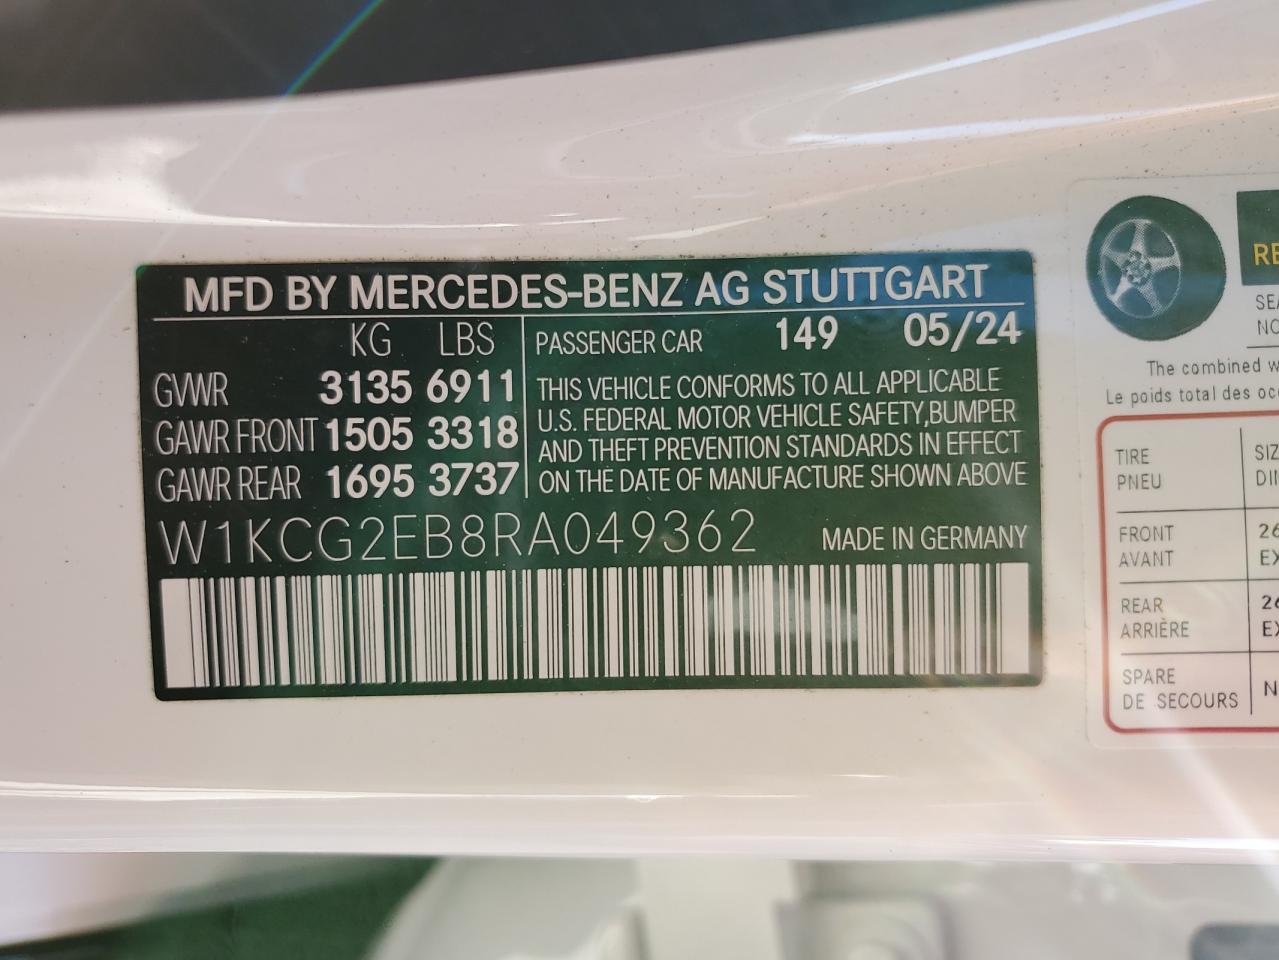 MFD BY MERCEDES-BENZ AG STUTTGART
KG LBS
GVWR 3135 6911
GAWR FRONT 1505 3318
GAWR REAR 1695 3737
PASSENGER CAR 149 05/24
THIS VEHICLE CONFORMS TO ALL APPLICABLE
U.S. FEDERAL MOTOR VEHICLE SAFETY,BUMPER
AND THEFT PREVENTION STANDARDS IN EFFECT
ON THE DATE OF MANUFACTURE SHOWN ABOVE
W1KCG2EB8RA049362 MADE IN GERMANY
The combined
Le poids total des
TIRE
PNEU
FRONT
AVANT
REAR
ARRIÈRE
SPARE
DE SECOURS